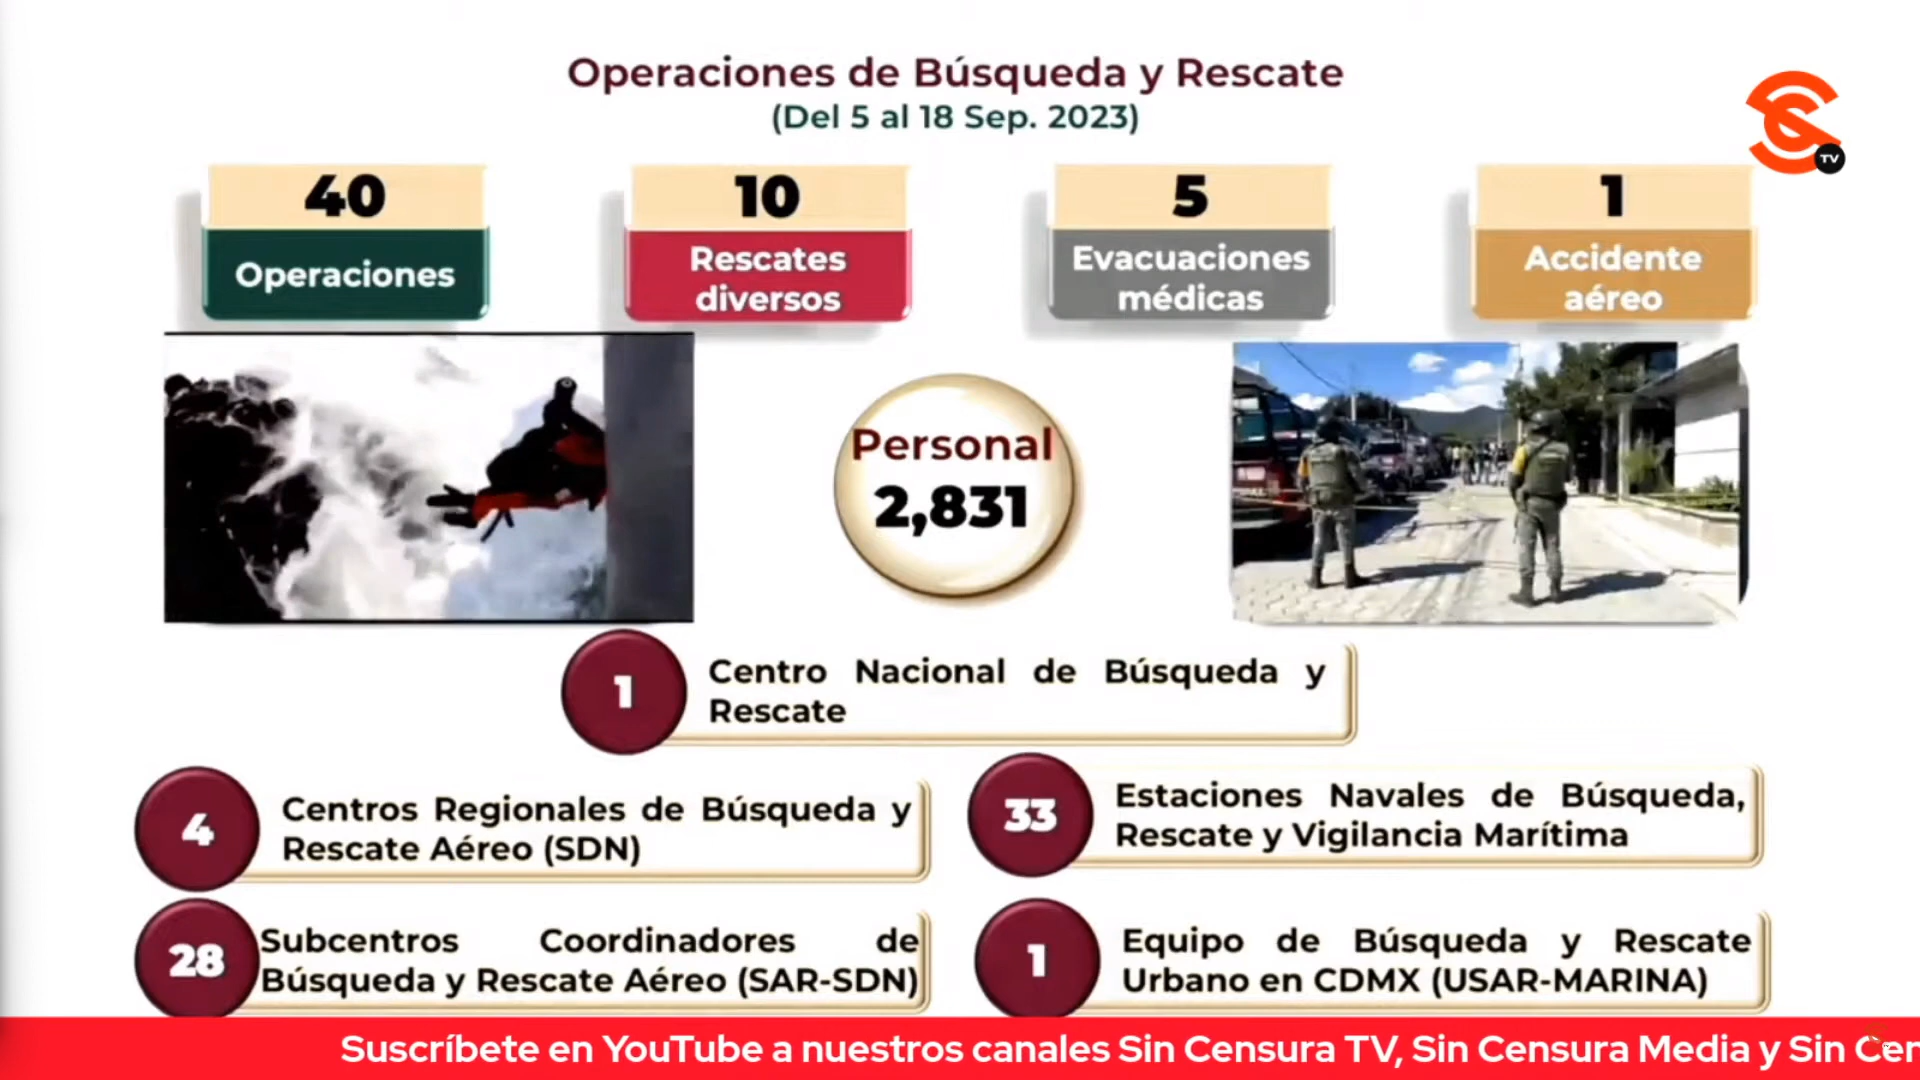 Operaciones de Búsqueda y Rescate
(Del 5 al 18 Sep. 2023)
TV
40
Operaciones
10
Rescates
diversos
5
Evacuaciones
médicas
1
Accidente
aéreo
Personal
2,831
1
Centro Nacional de Búsqueda y
Rescate
4
Centros Regionales de Búsqueda y
Rescate Aéreo (SDN)
33
Estaciones Navales de Búsqueda,
Rescate y Vigilancia Marítima
28
Subcentros Coordinadores de
Búsqueda y Rescate Aéreo (SAR-SDN)
1
Equipo de Búsqueda y Rescate
Urbano en CDMX (USAR-MARINA)
Suscríbete en YouTube a nuestros canales Sin Censura TV, Sin Censura Media y Sin Cen